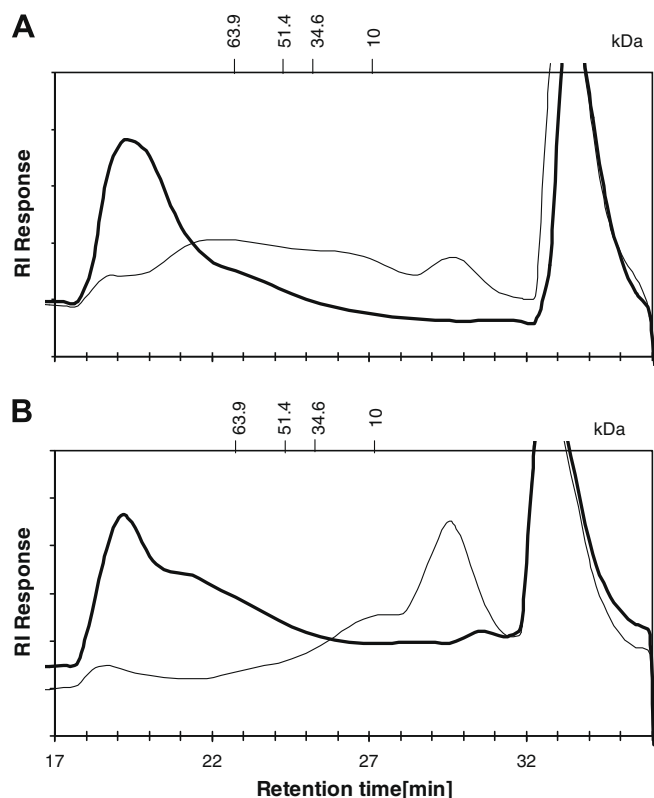 A
63.9 51.4 34.6 10 kDa
RI Response
B
63.9 51.4 34.6 10 kDa
RI Response
17 22 27 32
Retention time[min]